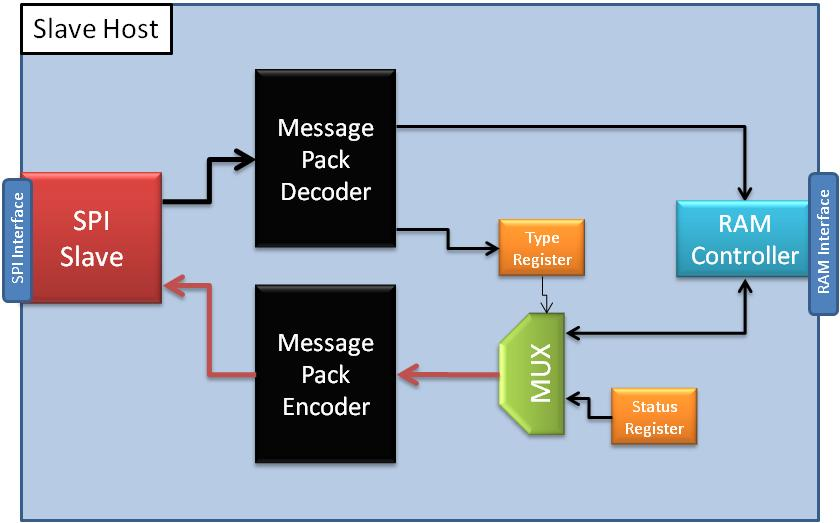 Slave Host
Message
Pack
Decoder
SPI Interface
SPI
Slave
Type
Register
RAM
Controller
RAM Interface
Message
Pack
Encoder
MUX
Status
Register